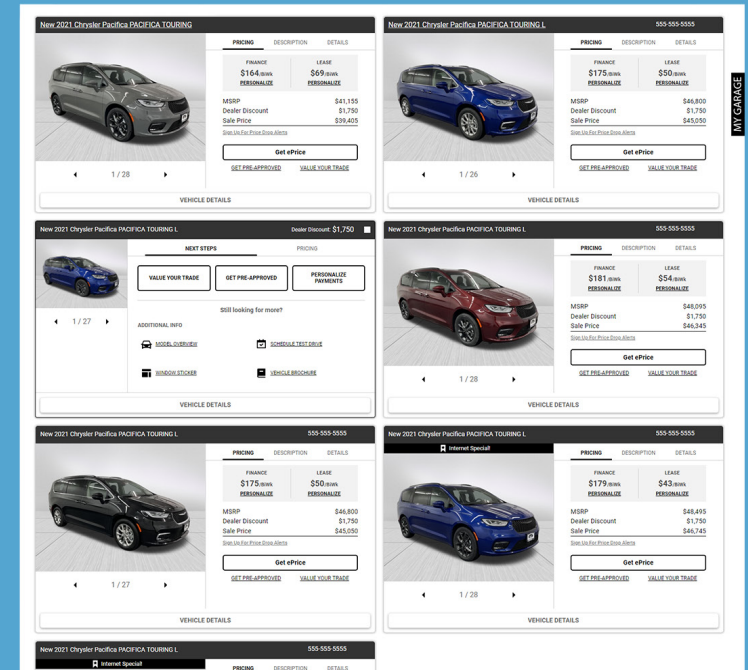 New 2021 Chrysler Pacifica PACIFICA TOURING
PRICING DESCRIPTION DETAILS
FINANCE LEASE
$164/BiWk $69/BiWk
PERSONALIZE PERSONALIZE
MSRP $41,155
Dealer Discount $1,750
Sale Price $39,405
Sign Up For Price Drop Alerts
Get ePrice
GET PRE-APPROVED VALUE YOUR TRADE
1 / 28
VEHICLE DETAILS
New 2021 Chrysler Pacifica PACIFICA TOURING L 555-555-5555
PRICING DESCRIPTION DETAILS
FINANCE LEASE
$175/BiWk $50/BiWk
PERSONALIZE PERSONALIZE
MSRP $46,800
Dealer Discount $1,750
Sale Price $45,050
Sign Up For Price Drop Alerts
Get ePrice
GET PRE-APPROVED VALUE YOUR TRADE
1 / 26
VEHICLE DETAILS
MY GARAGE
New 2021 Chrysler Pacifica PACIFICA TOURING L Dealer Discount: $1,750
NEXT STEPS PRICING
VALUE YOUR TRADE GET PRE-APPROVED PERSONALIZE PAYMENTS
1 / 27
Still looking for more?
ADDITIONAL INFO
MODEL OVERVIEW SCHEDULE TEST DRIVE
WINDOW STICKER VEHICLE BROCHURE
VEHICLE DETAILS
New 2021 Chrysler Pacifica PACIFICA TOURING L 555-555-5555
PRICING DESCRIPTION DETAILS
FINANCE LEASE
$181/BiWk $54/BiWk
PERSONALIZE PERSONALIZE
MSRP $48,095
Dealer Discount $1,750
Sale Price $46,345
Sign Up For Price Drop Alerts
Get ePrice
GET PRE-APPROVED VALUE YOUR TRADE
1 / 28
VEHICLE DETAILS
New 2021 Chrysler Pacifica PACIFICA TOURING L 555-555-5555
PRICING DESCRIPTION DETAILS
FINANCE LEASE
$175/BiWk $50/BiWk
PERSONALIZE PERSONALIZE
MSRP $46,800
Dealer Discount $1,750
Sale Price $45,050
Sign Up For Price Drop Alerts
Get ePrice
GET PRE-APPROVED VALUE YOUR TRADE
1 / 27
VEHICLE DETAILS
New 2021 Chrysler Pacifica PACIFICA TOURING L 555-555-5555
Internet Special!
PRICING DESCRIPTION DETAILS
FINANCE LEASE
$179/BiWk $43/BiWk
PERSONALIZE PERSONALIZE
MSRP $48,495
Dealer Discount $1,750
Sale Price $46,745
Sign Up For Price Drop Alerts
Get ePrice
GET PRE-APPROVED VALUE YOUR TRADE
1 / 28
VEHICLE DETAILS
New 2021 Chrysler Pacifica PACIFICA TOURING L 555-555-5555
Internet Special!
PRICING DESCRIPTION DETAILS